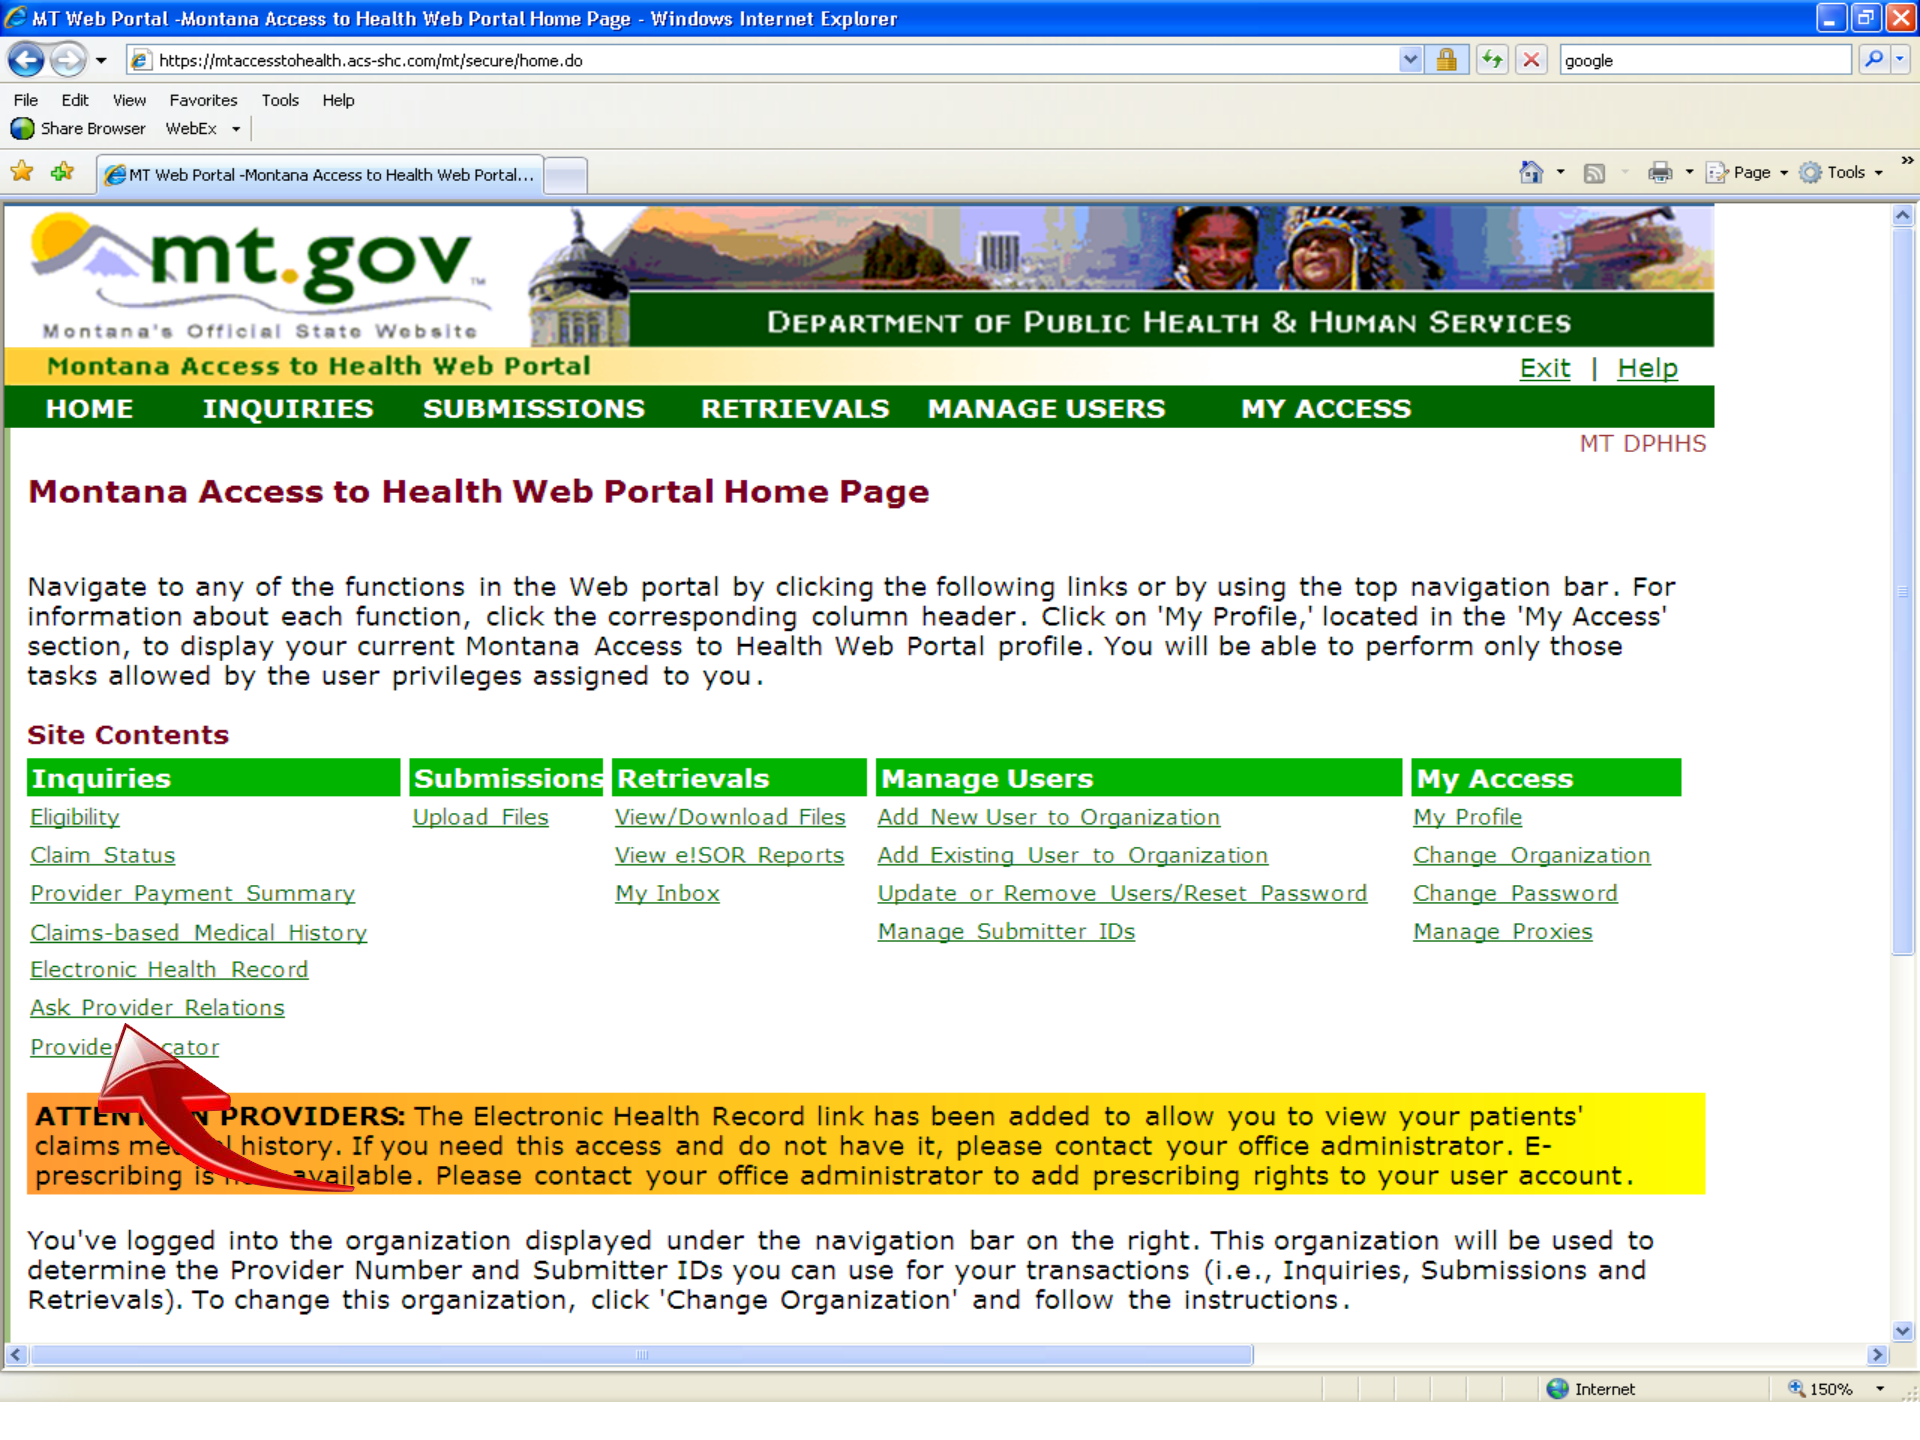 MT Web Portal -Montana Access to Health Web Portal Home Page - Windows Internet Explorer
https://mtaccesstohealth.acs-shc.com/mt/secure/home.do
google
File Edit View Favorites Tools Help
Share Browser WebEx
MT Web Portal -Montana Access to Health Web Portal...
Page Tools »
mt.gov TM
Montana's Official State Website
DEPARTMENT OF PUBLIC HEALTH & HUMAN SERVICES
Montana Access to Health Web Portal
Exit | Help
HOME INQUIRIES SUBMISSIONS RETRIEVALS MANAGE USERS MY ACCESS
MT DPHHS
Montana Access to Health Web Portal Home Page
Navigate to any of the functions in the Web portal by clicking the following links or by using the top navigation bar. For
information about each function, click the corresponding column header. Click on 'My Profile,' located in the 'My Access'
section, to display your current Montana Access to Health Web Portal profile. You will be able to perform only those
tasks allowed by the user privileges assigned to you.
Site Contents
Inquiries Submissions Retrievals Manage Users My Access
Eligibility Upload Files View/Download Files Add New User to Organization My Profile
Claim Status View e!SOR Reports Add Existing User to Organization Change Organization
Provider Payment Summary My Inbox Update or Remove Users/Reset Password Change Password
Claims-based Medical History Manage Submitter IDs Manage Proxies
Electronic Health Record
Ask Provider Relations
Provide cator
ATTEN N PROVIDERS: The Electronic Health Record link has been added to allow you to view your patients'
claims me l history. If you need this access and do not have it, please contact your office administrator. E-
prescribing is available. Please contact your office administrator to add prescribing rights to your user account.
You've logged into the organization displayed under the navigation bar on the right. This organization will be used to
determine the Provider Number and Submitter IDs you can use for your transactions (i.e., Inquiries, Submissions and
Retrievals). To change this organization, click 'Change Organization' and follow the instructions.
Internet 150%